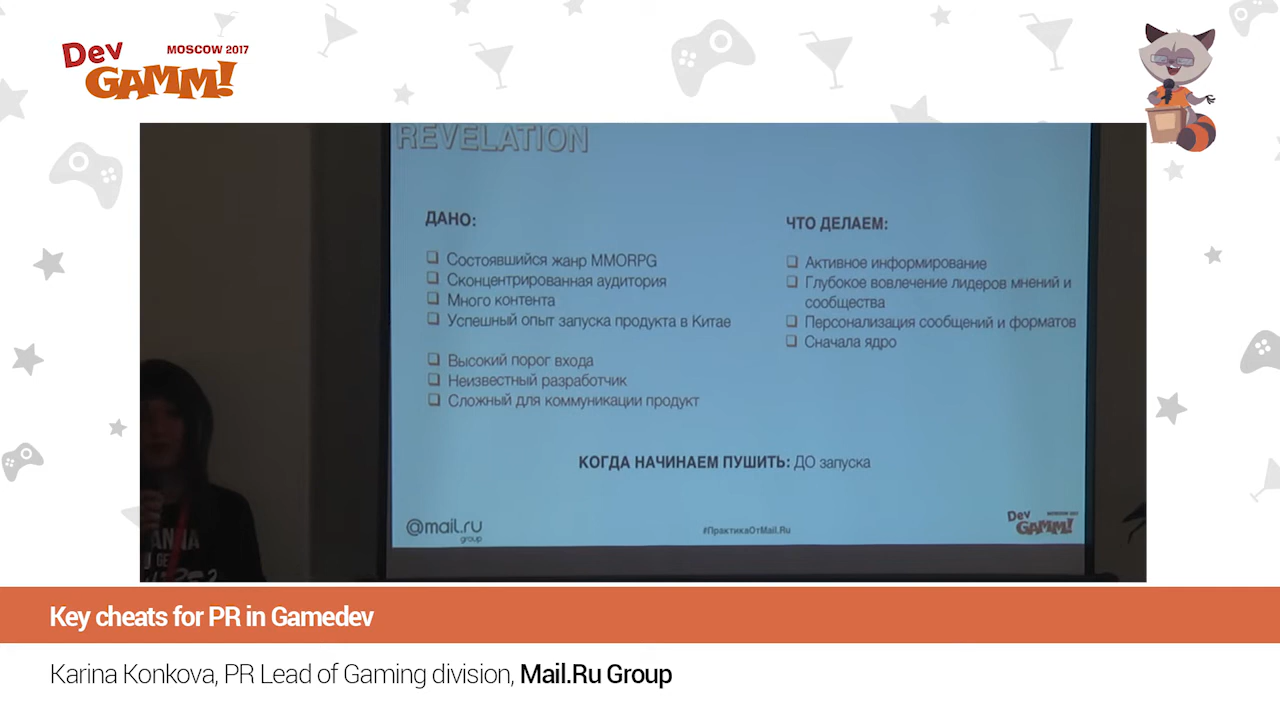 Dev
GAMM!
MOSCOW 2017
REVELATION
ДАНО:
Состоявшийся жанр MMORPG
Сконцентрированная аудитория
Много контента
Успешный опыт запуска продукта в Китае
Высокий порог входа
Неизвестный разработчик
Сложный для коммуникации продукт
ЧТО ДЕЛАЕМ:
Активное информирование
Глубокое вовлечение лидеров мнений и
сообщества
Персонализация сообщений и форматов
Сначала ядро
КОГДА НАЧИНАЕМ ПУШИТЬ: ДО запуска
@mail.ru
group
#ПрактикаОтMail.Ru
Dev
MOSCOW 2017
GAMM!
Key cheats for PR in Gamedev
Karina Konkova, PR Lead of Gaming division, Mail.Ru Group